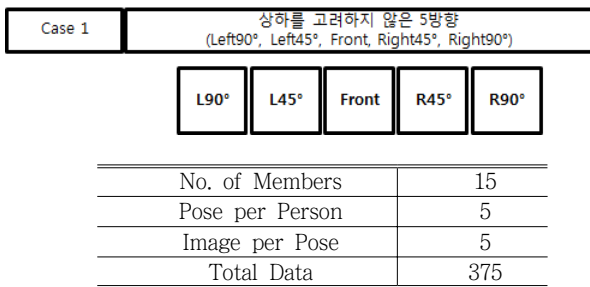 Case 1
상하를 고려하지 않은 5방향
(Left90°, Left45°, Front, Right45°, Right90°)
L90° L45° Front R45° R90°
No. of Members 15
Pose per Person 5
Image per Pose 5
Total Data 375